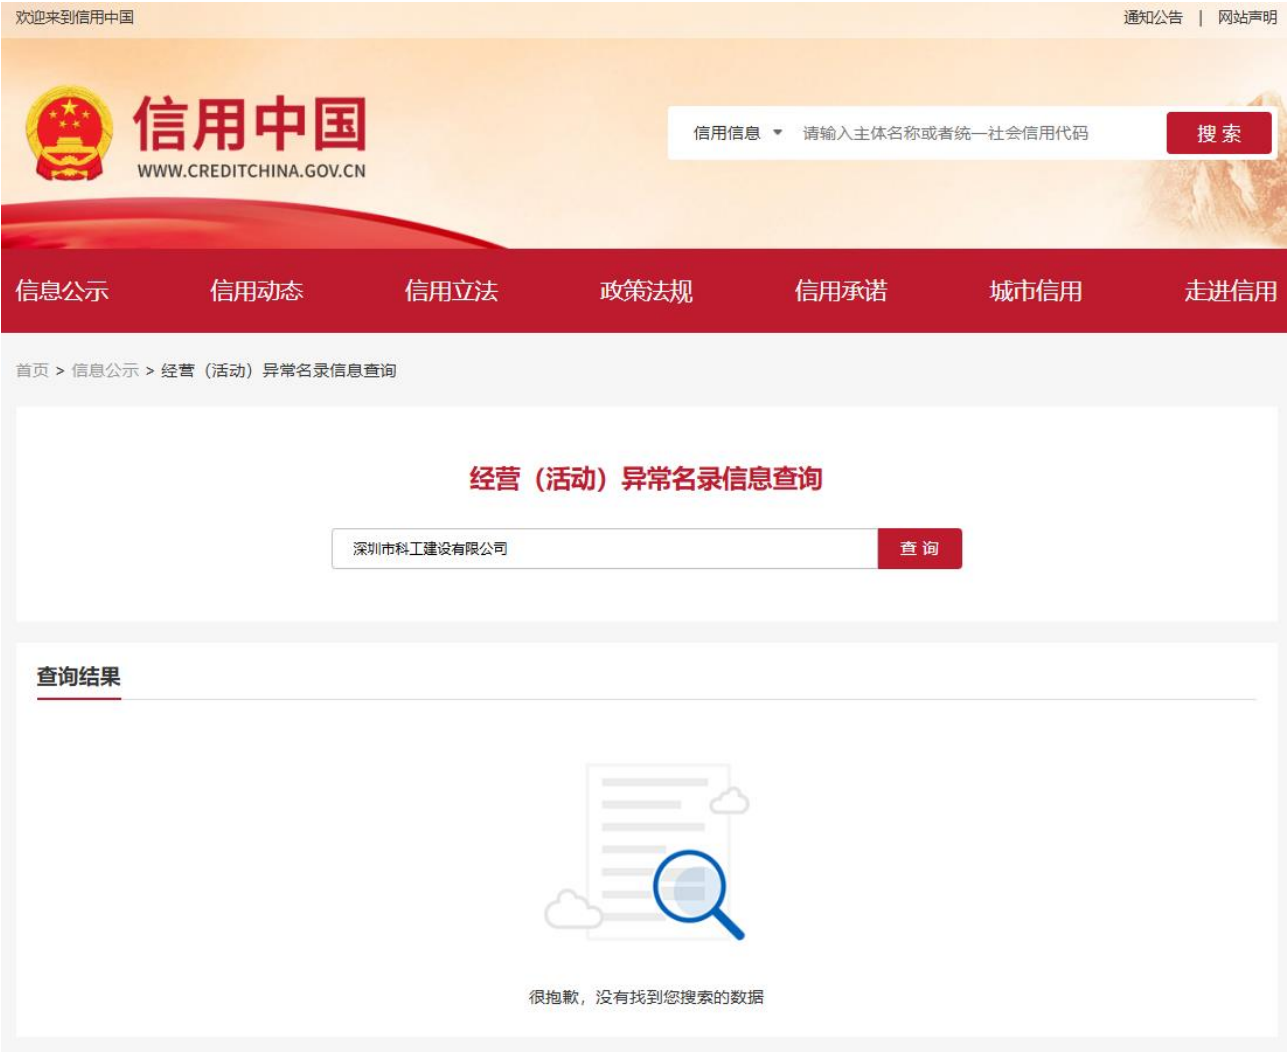 欢迎来到信用中国
通知公告 | 网站声明
信用中国
WWW.CREDITCHINA.GOV.CN
信用信息 请输入主体名称或者统一社会信用代码 搜索
信息公示 信用动态 信用立法 政策法规 信用承诺 城市信用 走进信用
首页 > 信息公示 > 经营（活动）异常名录信息查询
经营（活动）异常名录信息查询
深圳市科工建设有限公司 查询
查询结果
很抱歉，没有找到您搜索的数据